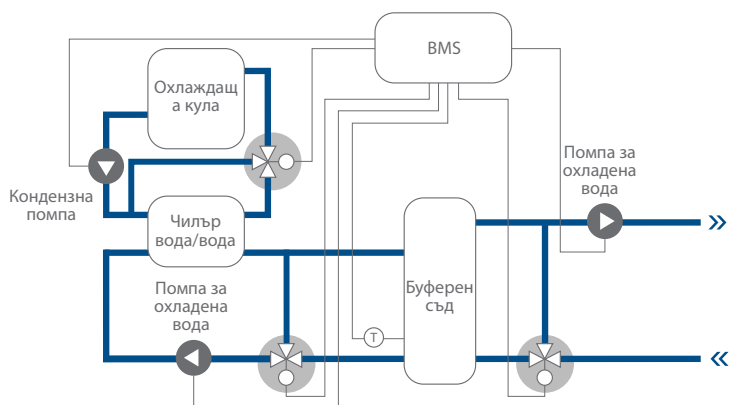 BMS
Охлаждащ
а кула
Помпа за
охладена
вода
Кондензна
помпа
Чилър
вода/вода
Буферен
съд
Помпа за
охладена
вода
T